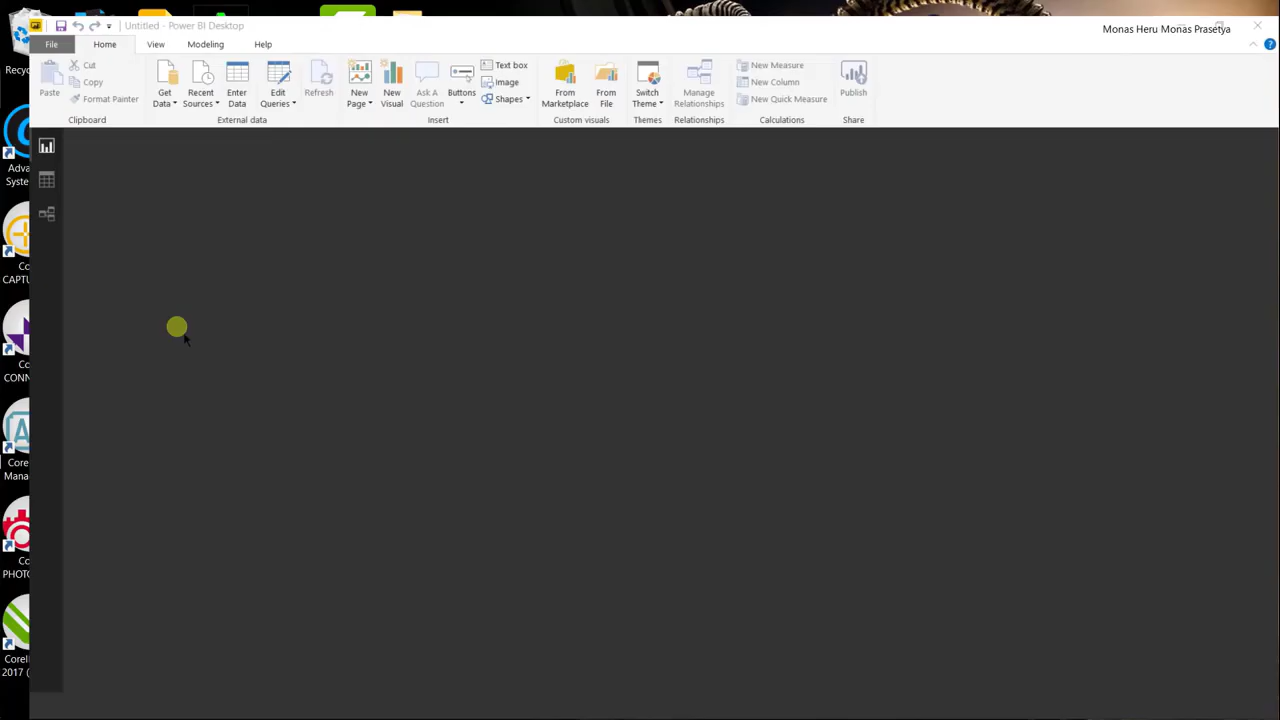 Untitled - Power BI Desktop
Monas Heru Monas Prasetya
File Home View Modeling Help
Paste
Cut
Copy
Format Painter
Clipboard
Get Data
Recent Sources
Enter Data
Edit Queries
Refresh
External data
New Page
New Visual
Ask A Question
Buttons
Text box
Image
Shapes
Insert
From Marketplace
From File
Custom visuals
Switch Theme
Themes
Manage Relationships
Relationships
New Measure
New Column
New Quick Measure
Calculations
Publish
Share
2017